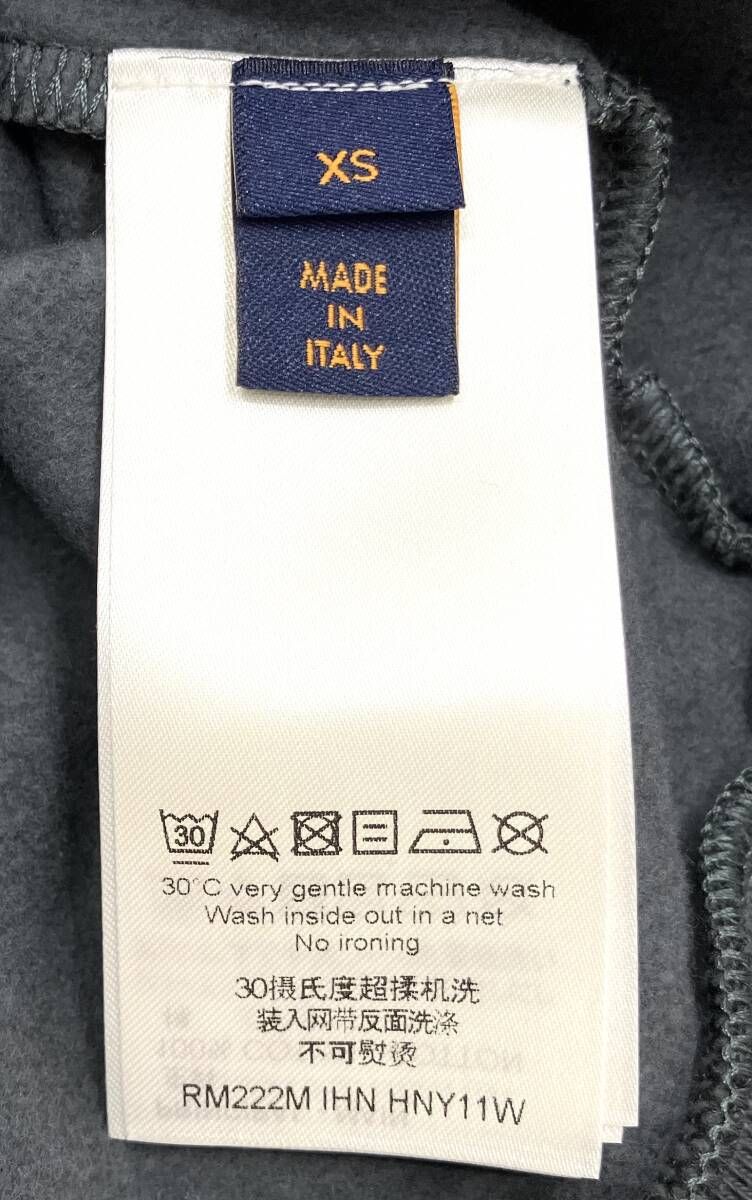 XS
MADE
IN
ITALY
30
30°C very gentle machine wash
Wash inside out in a net
No ironing
30摄氏度超揉机洗
装入网带反面洗涤
不可熨烫
RM222M IHN HNY11W